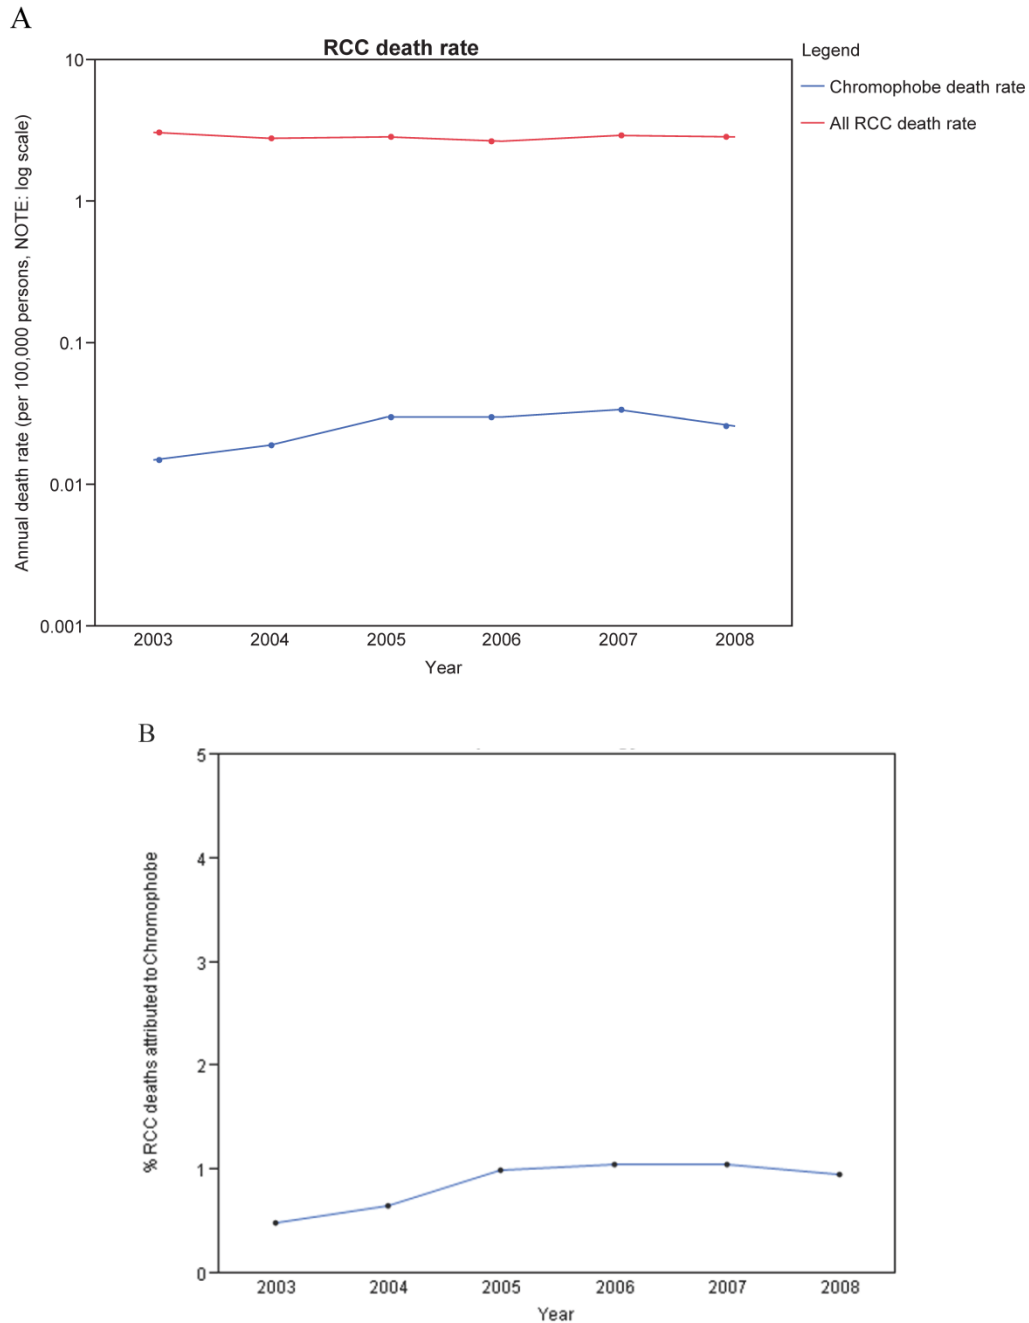 A
RCC death rate
Legend
Chromophobe death rate
All RCC death rate
Annual death rate (per 100,000 persons, NOTE: log scale)
10
1
0.1
0.01
0.001
2003 2004 2005 2006 2007 2008
Year
B
% RCC deaths attributed to Chromophobe
5
4
3
2
1
0
2003 2004 2005 2006 2007 2008
Year